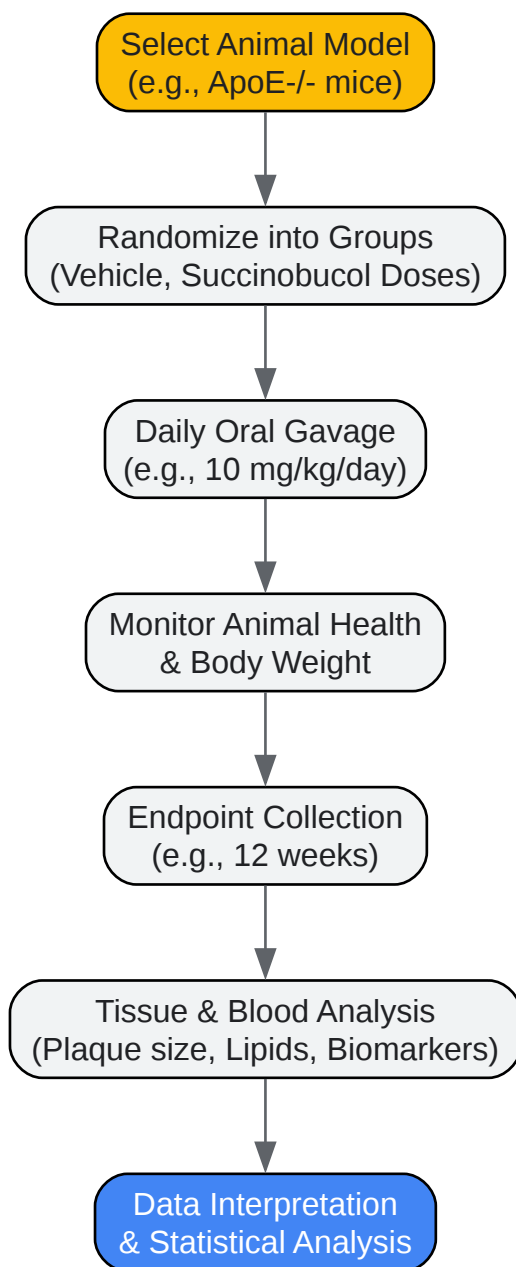 Select Animal Model
(e.g., ApoE-/- mice)
Randomize into Groups
(Vehicle, Succinobucol Doses)
Daily Oral Gavage
(e.g., 10 mg/kg/day)
Monitor Animal Health
& Body Weight
Endpoint Collection
(e.g., 12 weeks)
Tissue & Blood Analysis
(Plaque size, Lipids, Biomarkers)
Data Interpretation
& Statistical Analysis